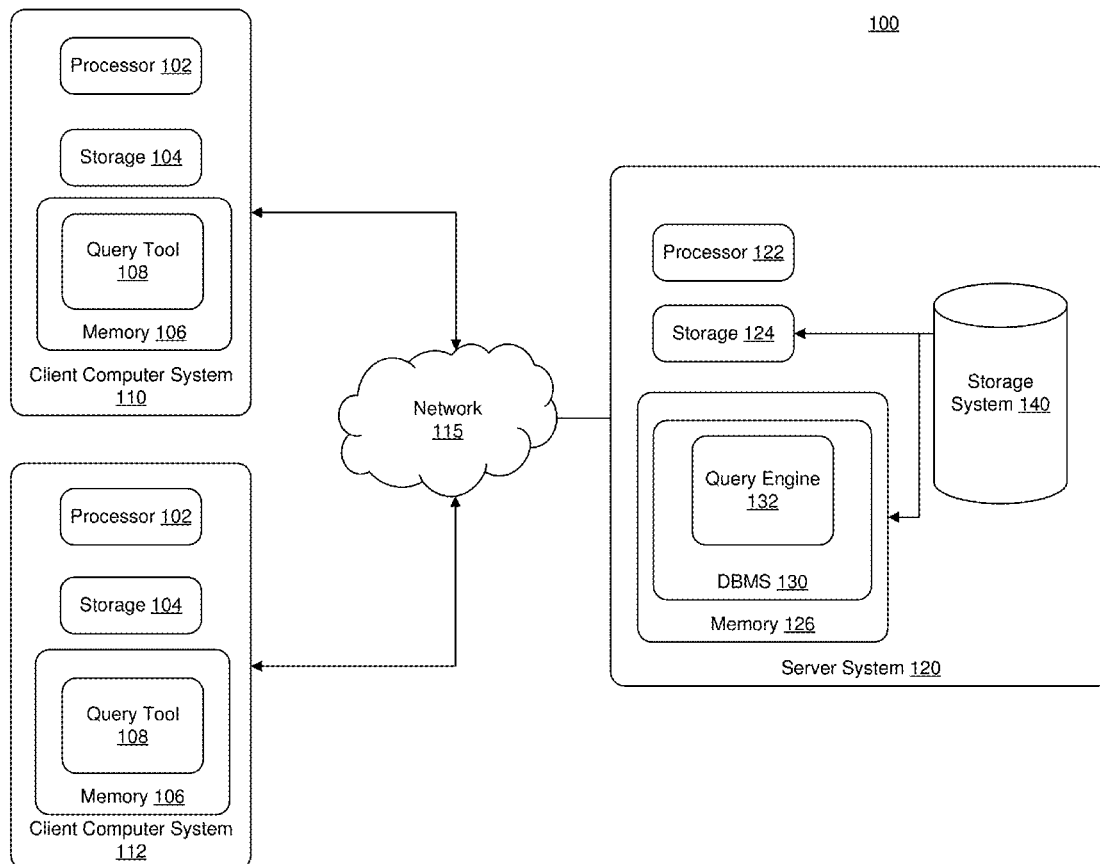 100
Processor 102
Storage 104
Query Tool
108
Memory 106
Client Computer System
110
Network
115
Processor 102
Storage 104
Query Tool
108
Memory 106
Client Computer System
112
Processor 122
Storage 124
Storage
System 140
Query Engine
132
DBMS 130
Memory 126
Server System 120